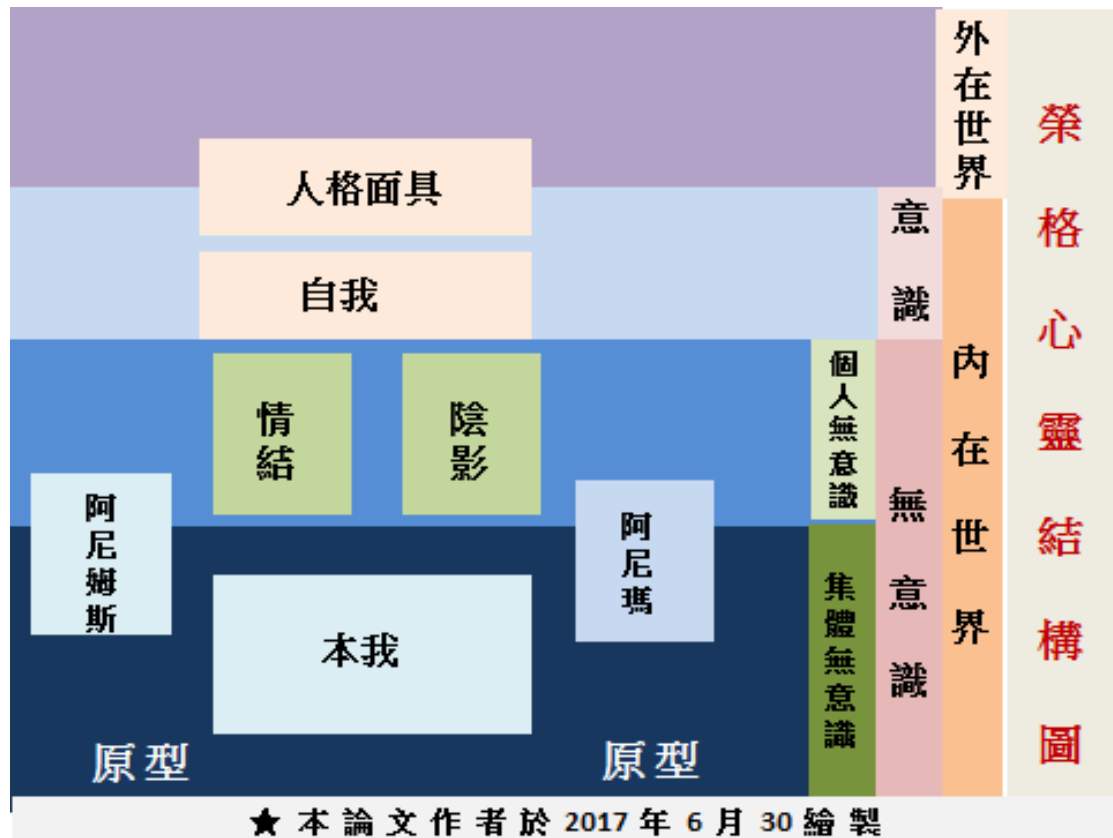 榮格心靈結構圖
外在世界
內在世界
意識
無意識
個人無意識
集體無意識
人格面具
自我
情結
陰影
阿尼姆斯
阿尼瑪
本我
原型
原型
★本論文作者於 2017 年 6 月 30 繪製